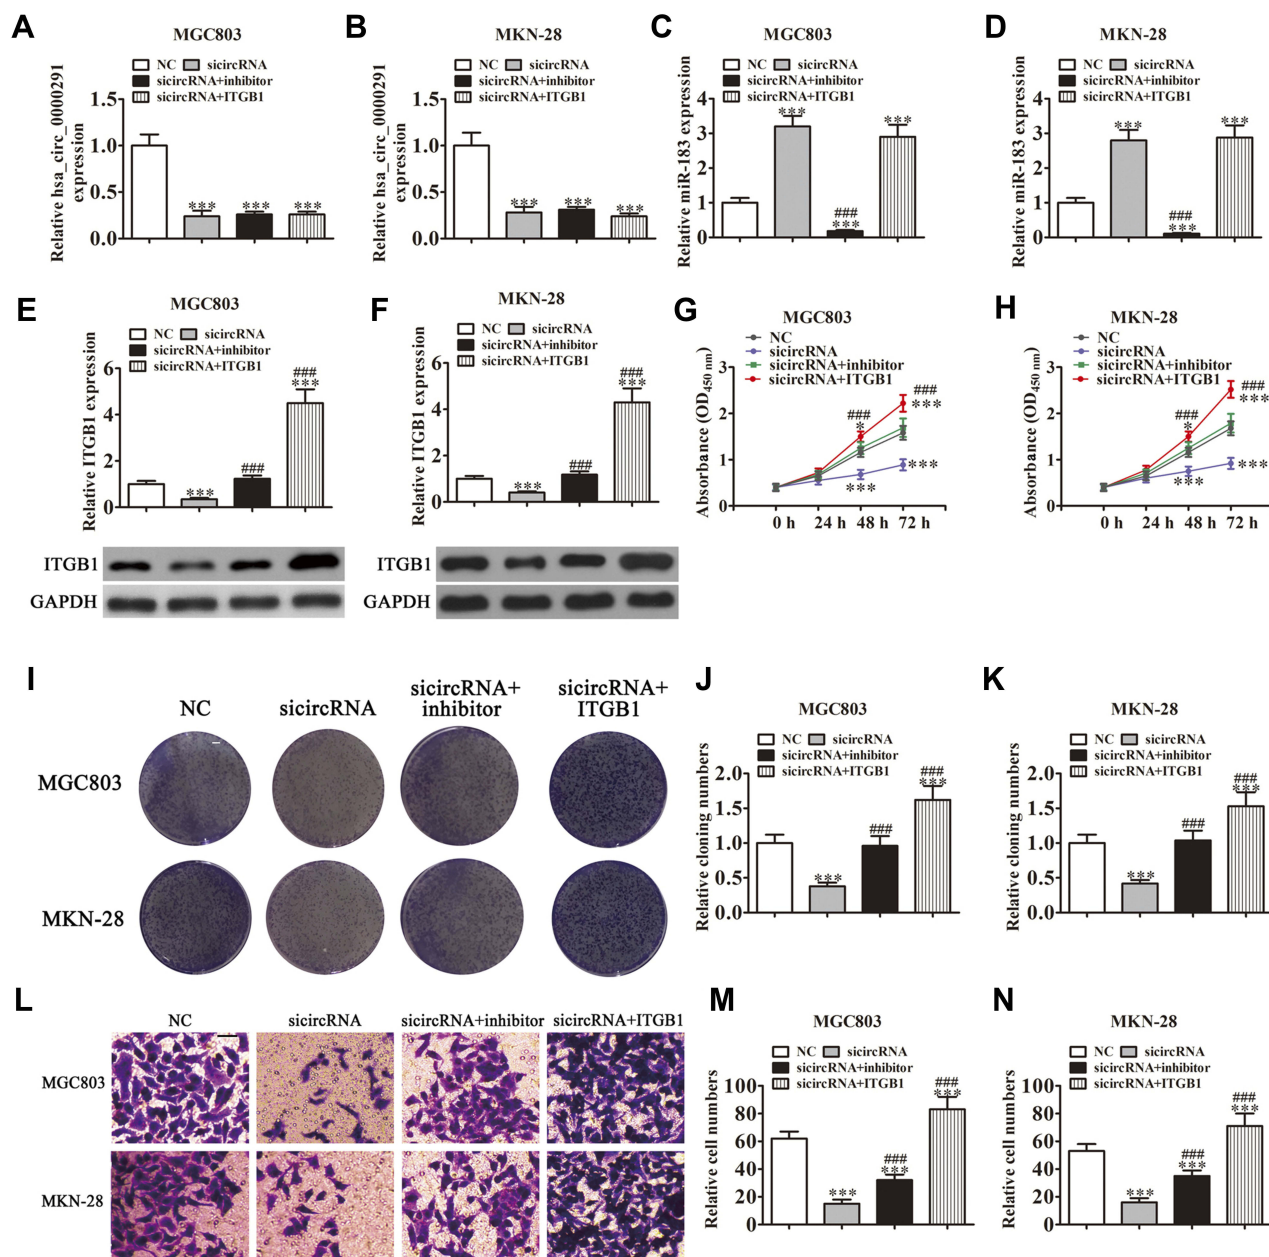 A
MGC803
NC sicircRNA
sicircRNA+inhibitor
sicircRNA+ITGB1
Relative hsa_circ_0000291
expression
1.5
1.0
0.5
0.0
***
***
***
B
MKN-28
NC sicircRNA
sicircRNA+inhibitor
sicircRNA+ITGB1
Relative hsa_circ_0000291
expression
1.5
1.0
0.5
0.0
***
***
***
C
MGC803
NC sicircRNA
sicircRNA+inhibitor
sicircRNA+ITGB1
Relative miR-183 expression
4
3
2
1
0
***
###
***
***
D
MKN-28
NC sicircRNA
sicircRNA+inhibitor
sicircRNA+ITGB1
Relative miR-183 expression
4
3
2
1
0
***
###
***
***
E
MGC803
NC sicircRNA
sicircRNA+inhibitor
sicircRNA+ITGB1
Relative ITGB1 expression
6
4
2
0
***
###
###
***
ITGB1
GAPDH
F
MKN-28
NC sicircRNA
sicircRNA+inhibitor
sicircRNA+ITGB1
Relative ITGB1 expression
6
4
2
0
***
###
###
***
ITGB1
GAPDH
G
MGC803
NC
sicircRNA
sicircRNA+inhibitor
sicircRNA+ITGB1
Absorbance (OD450 nm)
3
2
1
0
###
*
***
###
***
***
0 h 24 h 48 h 72 h
H
MKN-28
NC
sicircRNA
sicircRNA+inhibitor
sicircRNA+ITGB1
Absorbance (OD450 nm)
3
2
1
0
###
*
***
###
***
***
0 h 24 h 48 h 72 h
I
NC
sicircRNA
sicircRNA+
inhibitor
sicircRNA+
ITGB1
MGC803
MKN-28
J
MGC803
NC sicircRNA
sicircRNA+inhibitor
sicircRNA+ITGB1
Relative cloning numbers
2.0
1.5
1.0
0.5
0.0
***
###
###
***
K
MKN-28
NC sicircRNA
sicircRNA+inhibitor
sicircRNA+ITGB1
Relative cloning numbers
2.0
1.5
1.0
0.5
0.0
***
###
###
***
L
NC sicircRNA sicircRNA+inhibitor sicircRNA+ITGB1
MGC803
MKN-28
M
MGC803
NC sicircRNA
sicircRNA+inhibitor
sicircRNA+ITGB1
Relative cell numbers
100
80
60
40
20
0
***
###
***
###
***
N
MKN-28
NC sicircRNA
sicircRNA+inhibitor
sicircRNA+ITGB1
Relative cell numbers
100
80
60
40
20
0
***
###
***
###
***